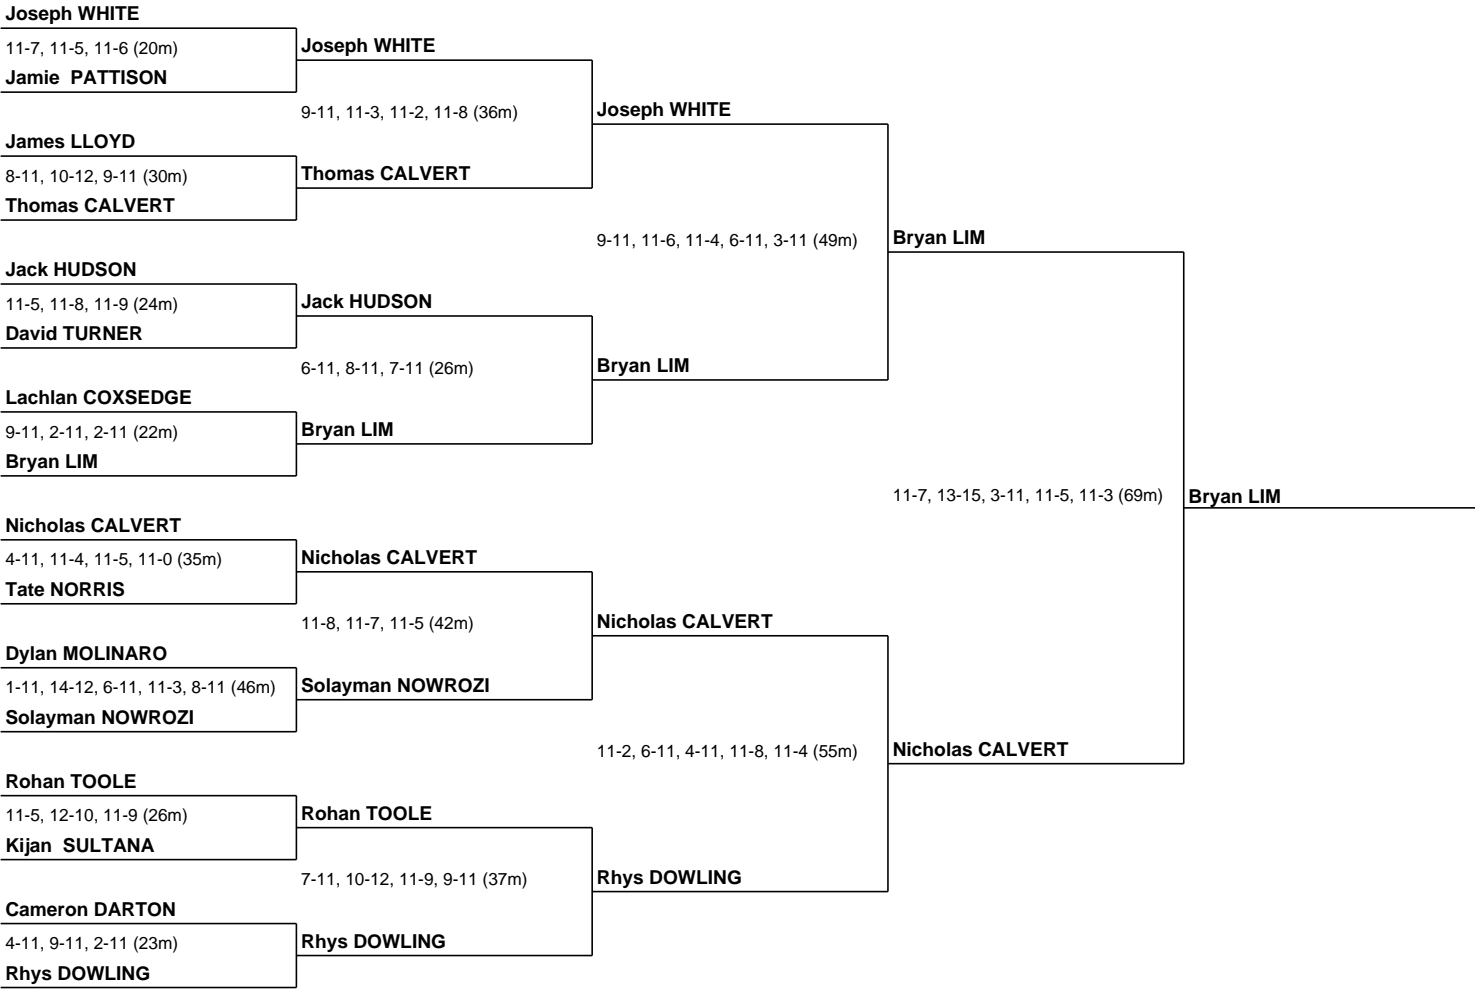 Joseph WHITE
11-7, 11-5, 11-6 (20m)
Jamie  PATTISON
James LLOYD
8-11, 10-12, 9-11 (30m)
Thomas CALVERT
Jack HUDSON
11-5, 11-8, 11-9 (24m)
David TURNER
Lachlan COXSEDGE
9-11, 2-11, 2-11 (22m)
Bryan LIM
Nicholas CALVERT
4-11, 11-4, 11-5, 11-0 (35m)
Tate NORRIS
Dylan MOLINARO
1-11, 14-12, 6-11, 11-3, 8-11 (46m)
Solayman NOWROZI
Rohan TOOLE
11-5, 12-10, 11-9 (26m)
Kijan  SULTANA
Cameron DARTON
4-11, 9-11, 2-11 (23m)
Rhys DOWLING
Joseph WHITE
9-11, 11-3, 11-2, 11-8 (36m)
Thomas CALVERT
Jack HUDSON
6-11, 8-11, 7-11 (26m)
Bryan LIM
Nicholas CALVERT
11-8, 11-7, 11-5 (42m)
Solayman NOWROZI
Rohan TOOLE
7-11, 10-12, 11-9, 9-11 (37m)
Rhys DOWLING
Joseph WHITE
9-11, 11-6, 11-4, 6-11, 3-11 (49m)
Bryan LIM
Nicholas CALVERT
11-2, 6-11, 4-11, 11-8, 11-4 (55m)
Rhys DOWLING
Bryan LIM
11-7, 13-15, 3-11, 11-5, 11-3 (69m)
Nicholas CALVERT
Bryan LIM